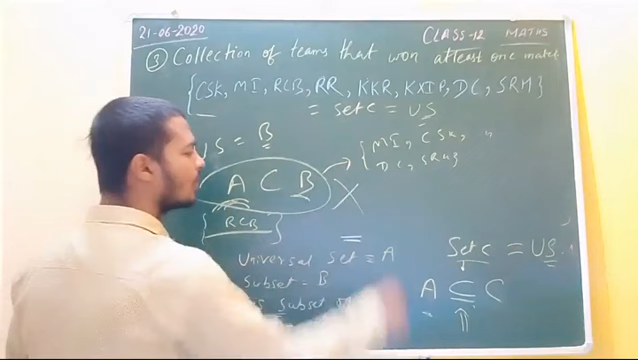 21-06-2020
CLASS-12 MATHS
③ Collection of teams that won atleast one match
{CSK, MI, RCB, RR, KKR, KXIP, DC, SRH}
= set C = US
US = B
A ⊂ B X
{MI, CSK,
DC, SRH}
{RCB}
Universal set = A
Subset = B
subset
Set C = US
A ⊆ C